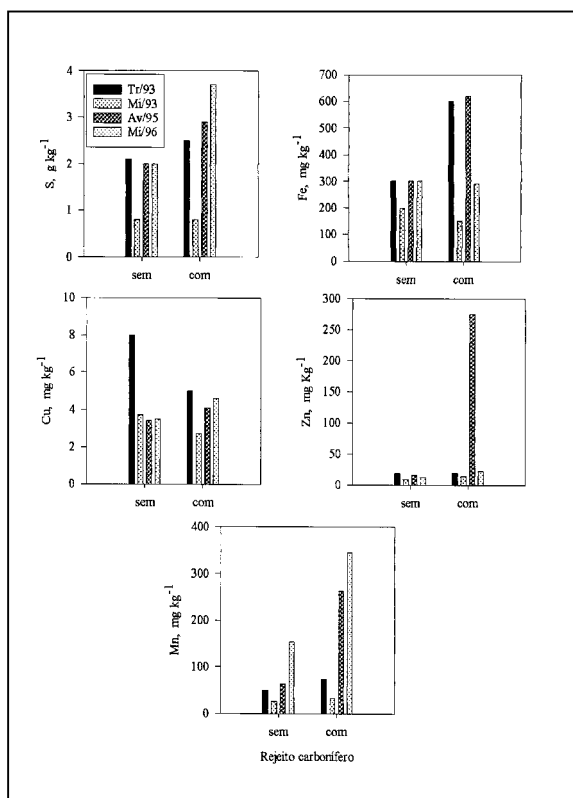 4
3
2
1
0
S, g kg-1
Tr/93
Mi/93
Av/95
Mi/96
sem
com
700
600
500
400
300
200
100
0
Fe, mg kg-1
sem
com
10
8
6
4
2
0
Cu, mg kg-1
sem
com
300
250
200
150
100
50
0
Zn, mg Kg-1
sem
com
400
300
200
100
0
Mn, mg kg-1
sem
com
Rejeito carbonífero